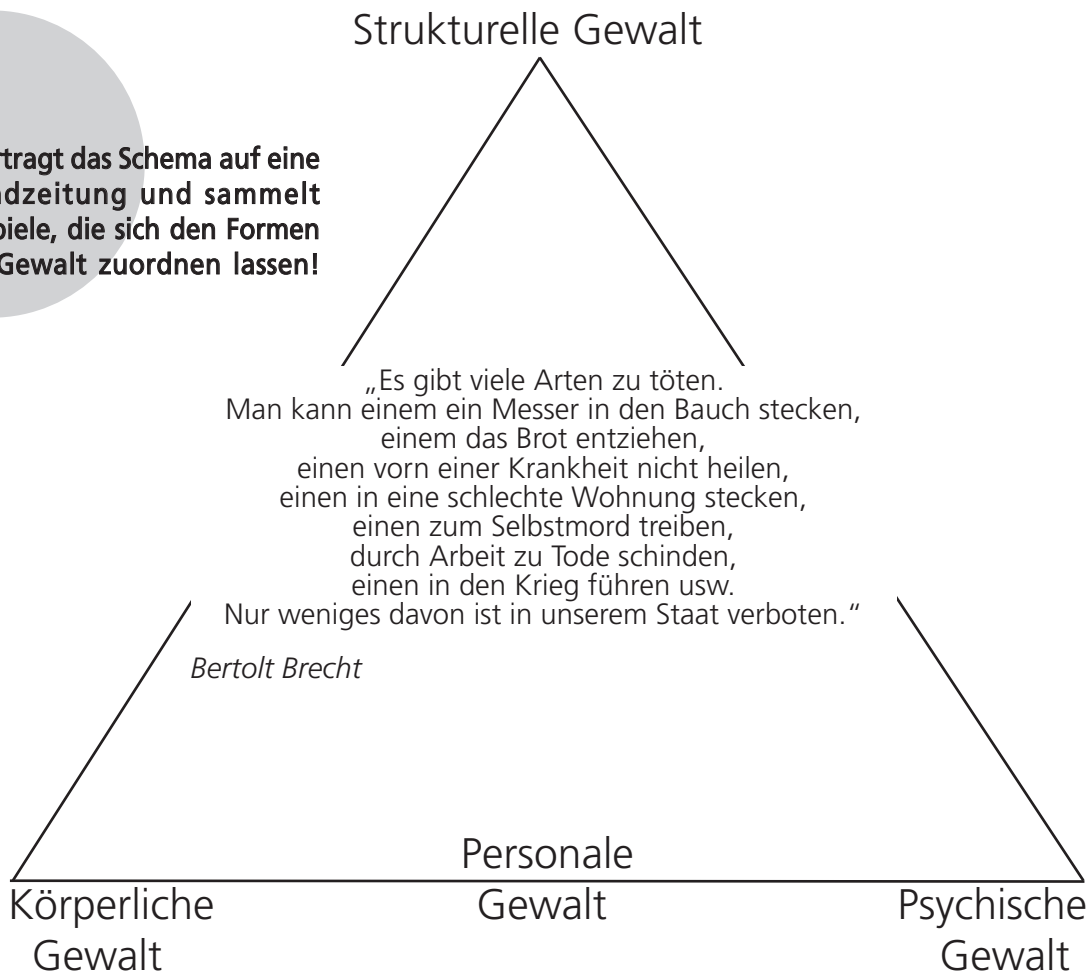 Strukturelle Gewalt
rtragt das Schema auf eine
ndzeitung und sammelt
piele, die sich den Formen
Gewalt zuordnen lassen!
„Es gibt viele Arten zu töten.
Man kann einem ein Messer in den Bauch stecken,
einem das Brot entziehen,
einen vorn einer Krankheit nicht heilen,
einen in eine schlechte Wohnung stecken,
einen zum Selbstmord treiben,
durch Arbeit zu Tode schinden,
einen in den Krieg führen usw.
Nur weniges davon ist in unserem Staat verboten.“
Bertolt Brecht
Personale
Gewalt
Körperliche
Gewalt
Psychische
Gewalt